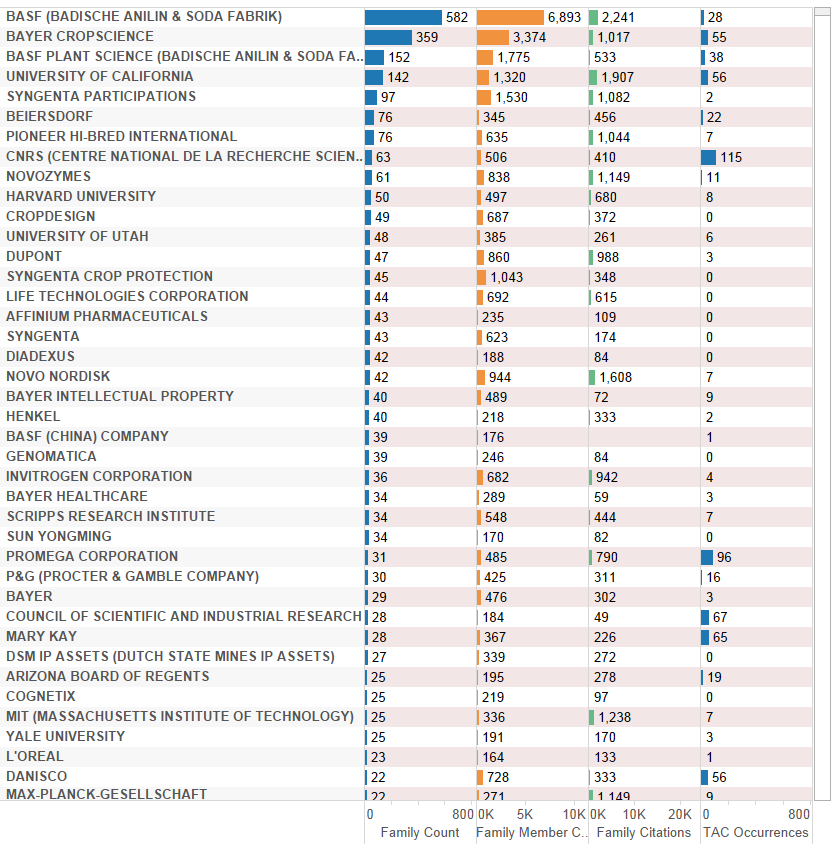 BASF (BADISCHE ANILIN & SODA FABRIK) 582 6,893 2,241 28
BAYER CROPSCIENCE 359 3,374 1,017 55
BASF PLANT SCIENCE (BADISCHE ANILIN & SODA FA.. 152 1,775 533 38
UNIVERSITY OF CALIFORNIA 142 1,320 1,907 56
SYNGENTA PARTICIPATIONS 97 1,530 1,082 2
BEIERSDORF 76 345 456 22
PIONEER HI-BRED INTERNATIONAL 76 635 1,044 7
CNRS (CENTRE NATIONAL DE LA RECHERCHE SCIEN.. 63 506 410 115
NOVOZYMES 61 838 1,149 11
HARVARD UNIVERSITY 50 497 680 8
CROPDESIGN 49 687 372 0
UNIVERSITY OF UTAH 48 385 261 6
DUPONT 47 860 988 3
SYNGENTA CROP PROTECTION 45 1,043 348 0
LIFE TECHNOLOGIES CORPORATION 44 692 615 0
AFFINIUM PHARMACEUTICALS 43 235 109 0
SYNGENTA 43 623 174 0
DIADEXUS 42 188 84 0
NOVO NORDISK 42 944 1,608 7
BAYER INTELLECTUAL PROPERTY 40 489 72 9
HENKEL 40 218 333 2
BASF (CHINA) COMPANY 39 176 1
GENOMATICA 39 246 84 0
INVITROGEN CORPORATION 36 682 942 4
BAYER HEALTHCARE 34 289 59 3
SCRIPPS RESEARCH INSTITUTE 34 548 444 7
SUN YONGMING 34 170 82 0
PROMEGA CORPORATION 31 485 790 96
P&G (PROCTER & GAMBLE COMPANY) 30 425 311 16
BAYER 29 476 302 3
COUNCIL OF SCIENTIFIC AND INDUSTRIAL RESEARCH 28 184 49 67
MARY KAY 28 367 226 65
DSM IP ASSETS (DUTCH STATE MINES IP ASSETS) 27 339 272 0
ARIZONA BOARD OF REGENTS 25 195 278 19
COGNETIX 25 219 97 0
MIT (MASSACHUSETTS INSTITUTE OF TECHNOLOGY) 25 336 1,238 7
YALE UNIVERSITY 25 191 170 3
L'OREAL 23 164 133 1
DANISCO 22 728 333 56
MAX-PLANCK-GESELLSCHAFT 22 271 1,149 9
0 800 0K 5K 10K 0K 10K 20K 0 800
Family Count Family Member C.. Family Citations TAC Occurrences